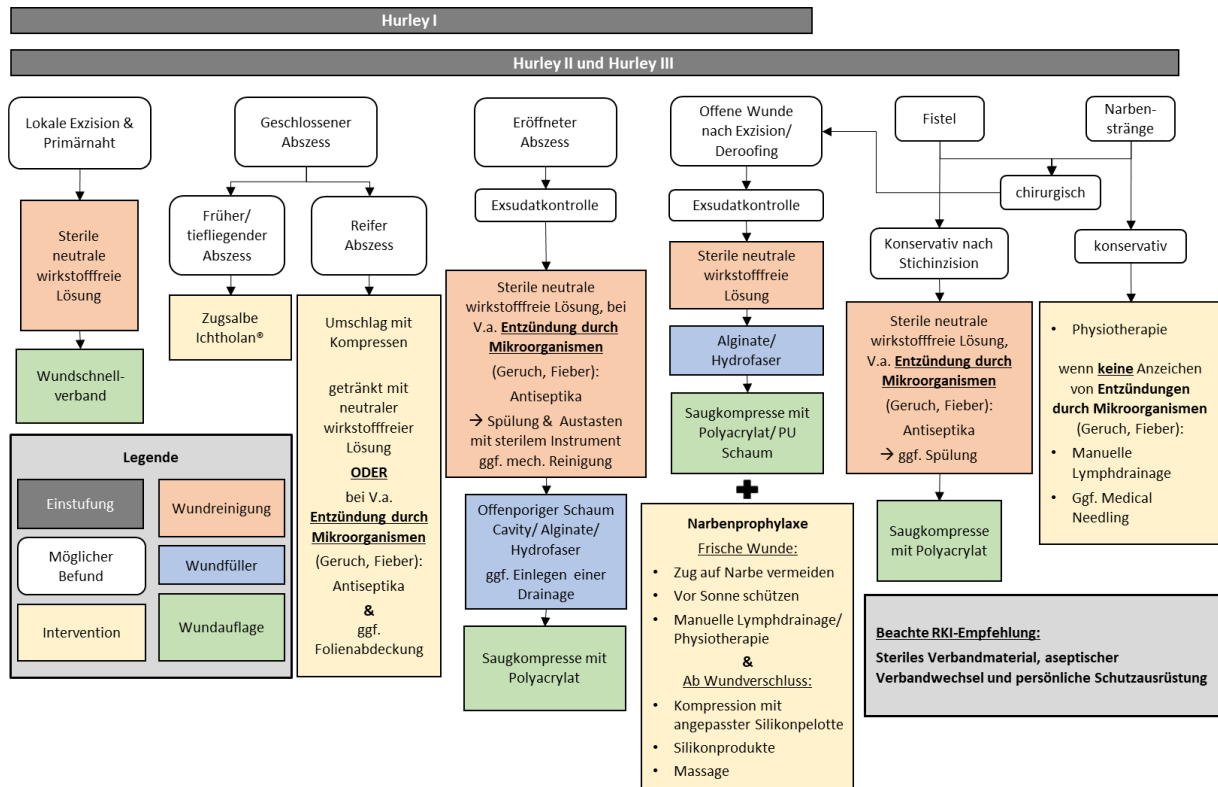 Hurley I
Hurley II und Hurley III
Lokale Exzision &
Primärnaht
Sterile
neutrale
wirkstofffreie
Lösung
Wundschnell-
verband
Geschlossener
Abszess
Früher/
tiefliegender
Abszess
Zugsalbe
Ichtholan®
Reifer
Abszess
Umschlag mit
Kompressen
getränkt mit
neutraler
wirkstofffreier
Lösung
ODER
bei V.a.
Entzündung durch
Mikroorganismen
(Geruch, Fieber):
Antiseptika
&
ggf.
Folienabdeckung
Eröffneter
Abszess
Exsudatkontrolle
Sterile neutrale
wirkstofffreie Lösung, bei
V.a. Entzündung durch
Mikroorganismen
(Geruch, Fieber):
Antiseptika
→ Spülung & Austasten
mit sterilem Instrument
ggf. mech. Reinigung
Offenporiger Schaum
Cavity/ Alginate/
Hydrofaser
ggf. Einlegen einer
Drainage
Saugkompresse mit
Polyacrylat
Offene Wunde
nach Exzision/
Deroofing
Exsudatkontrolle
Sterile neutrale
wirkstofffreie
Lösung
Alginate/
Hydrofaser
Saugkompresse mit
Polyacrylat/ PU
Schaum
Narbenprophylaxe
Frische Wunde:
• Zug auf Narbe vermeiden
• Vor Sonne schützen
• Manuelle Lymphdrainage/
Physiotherapie
&
Ab Wundverschluss:
• Kompression mit
angepasster Silikonpelotte
• Silikonprodukte
• Massage
Fistel
Narben-
stränge
chirurgisch
Konservativ nach
Stichinzision
Sterile neutrale
wirkstofffreie Lösung,
V.a. Entzündung durch
Mikroorganismen
(Geruch, Fieber):
Antiseptika
→ ggf. Spülung
Saugkompresse
mit Polyacrylat
konservativ
• Physiotherapie
wenn keine Anzeichen
von Entzündungen
durch Mikroorganismen
(Geruch, Fieber):
• Manuelle
Lymphdrainage
• Ggf. Medical
Needling
Legende
Einstufung
Wundreinigung
Möglicher
Befund
Wundfüller
Intervention
Wundauflage
Beachte RKI-Empfehlung:
Steriles Verbandmaterial, aseptischer
Verbandwechsel und persönliche Schutzausrüstung